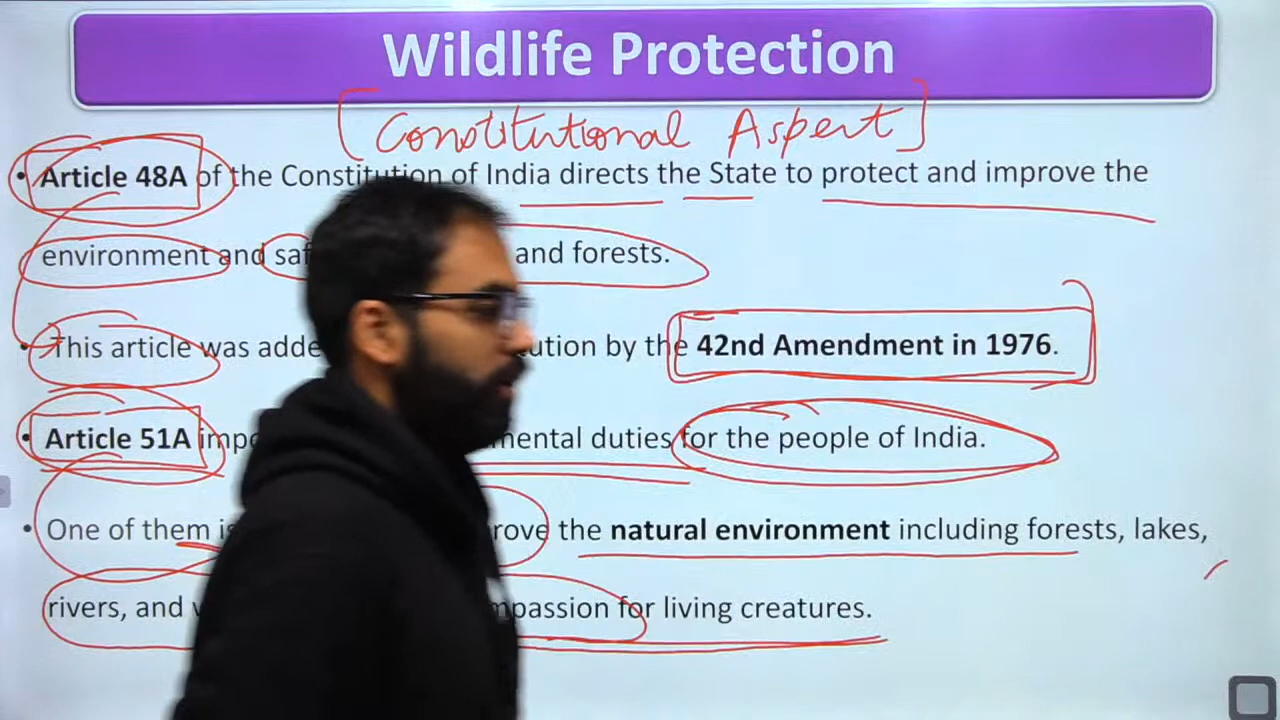 Wildlife Protection
[Constitutional Aspect]
• Article 48A of the Constitution of India directs the State to protect and improve the
environment and and forests.
• This article was ution by the 42nd Amendment in 1976.
• Article 51A mental duties for the people of India.
• One of them rove the natural environment including forests, lakes,
rivers, and mpassion for living creatures.